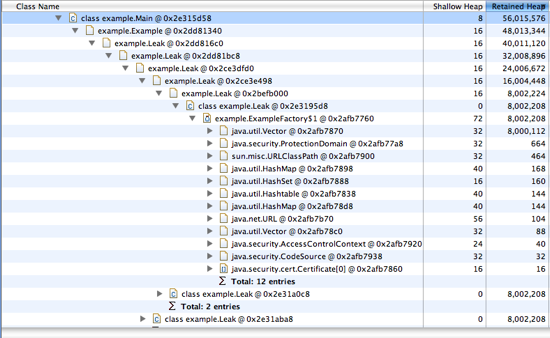 Class Name Shallow Heap Retained Heap
class example.Main @ 0x2e315d58 8 56,015,576
example.Example @ 0x2dd81340 16 48,013,344
example.Leak @ 0x2dd816c0 16 40,011,120
example.Leak @ 0x2dd81bc8 16 32,008,896
example.Leak @ 0x2ce3dfd0 16 24,006,672
example.Leak @ 0x2ce3e498 16 16,004,448
example.Leak @ 0x2befb000 16 8,002,224
class example.Leak @ 0x2e3195d8 0 8,002,208
example.ExampleFactory$1 @ 0x2afb7760 72 8,002,208
java.util.Vector @ 0x2afb7870 32 8,000,112
java.security.ProtectionDomain @ 0x2afb77a8 32 664
sun.misc.URLClassPath @ 0x2afb7900 32 464
java.util.HashMap @ 0x2afb7898 40 168
java.util.HashSet @ 0x2afb7888 16 160
java.util.Hashtable @ 0x2afb7838 40 144
java.util.HashMap @ 0x2afb78d8 40 144
java.net.URL @ 0x2afb7b70 56 104
java.util.Vector @ 0x2afb78c0 32 88
java.security.AccessControlContext @ 0x2afb7920 24 40
java.security.CodeSource @ 0x2afb7938 32 32
java.security.cert.Certificate[0] @ 0x2afb7860 16 16
Σ Total: 12 entries
class example.Leak @ 0x2e31a0c8 0 8,002,208
Σ Total: 2 entries
class example.Leak @ 0x2e31aba8 0 8,002,208